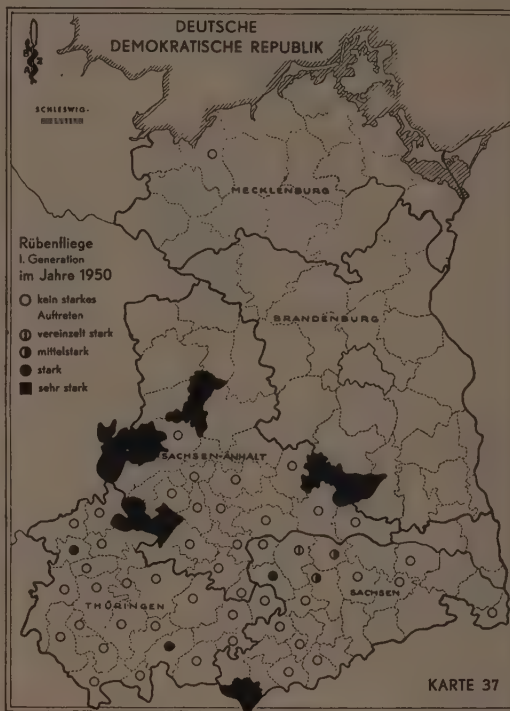 DEUTSCHE
DEMOKRATISCHE REPUBLIK
SCHLESWIG-
MECKLENBURG
Rübenfliege
I. Generation
im Jahre 1950
kein starkes
Auftreten
vereinzelt stark
mittelstark
stark
sehr stark
BRANDENBURG
SACHSEN-ANHALT
THÜRINGEN
SACHSEN
KARTE 37